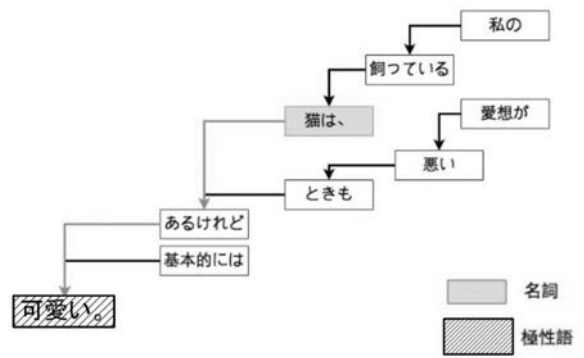 私の
飼っている
猫は、
愛想が
悪い
ときも
あるけれど
基本的には
可愛い。
名詞
極性語